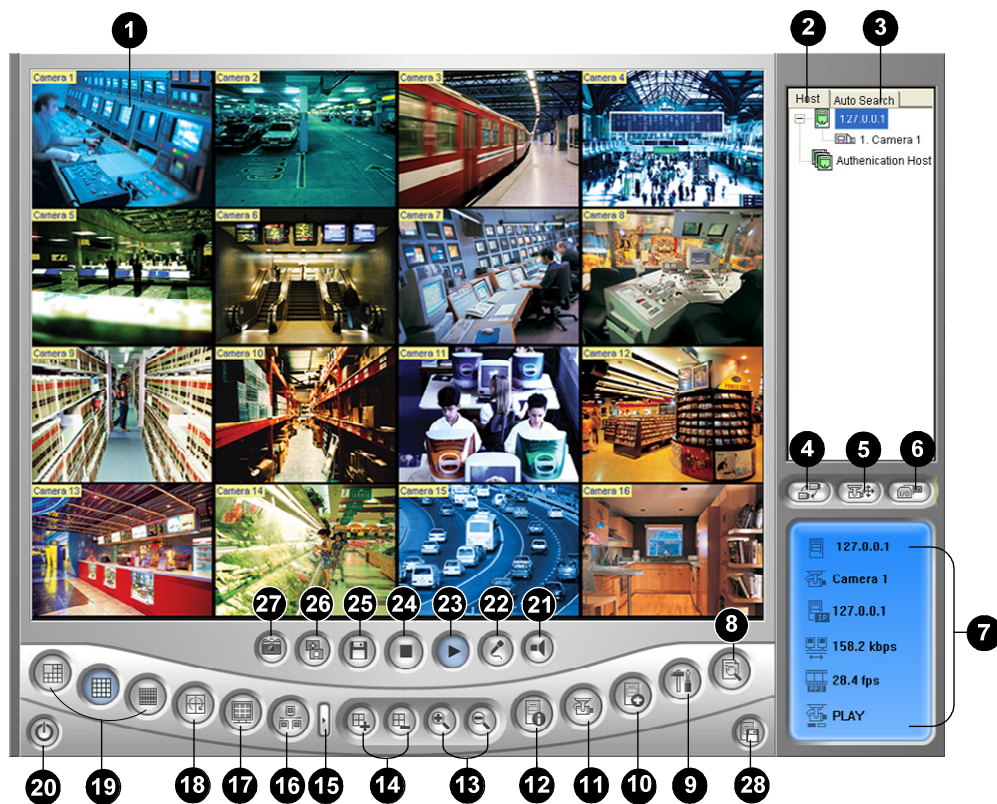 1
2
3
Camera 1
Camera 2
Camera 3
Camera 4
Host
Auto Search
127.0.0.1
1. Camera 1
Authenication Host
Camera 5
Camera 6
Camera 7
Camera 8
Camera 9
Camera 10
Camera 11
Camera 12
4
5
6
I/O
Camera 13
Camera 14
Camera 15
Camera 16
127.0.0.1
Camera 1
IP
127.0.0.1
158.2 kbps
FPS
28.4 fps
PLAY
7
27
26
25
24
23
22
21
8
20
19
18
17
16
15
14
13
12
11
10
9
28